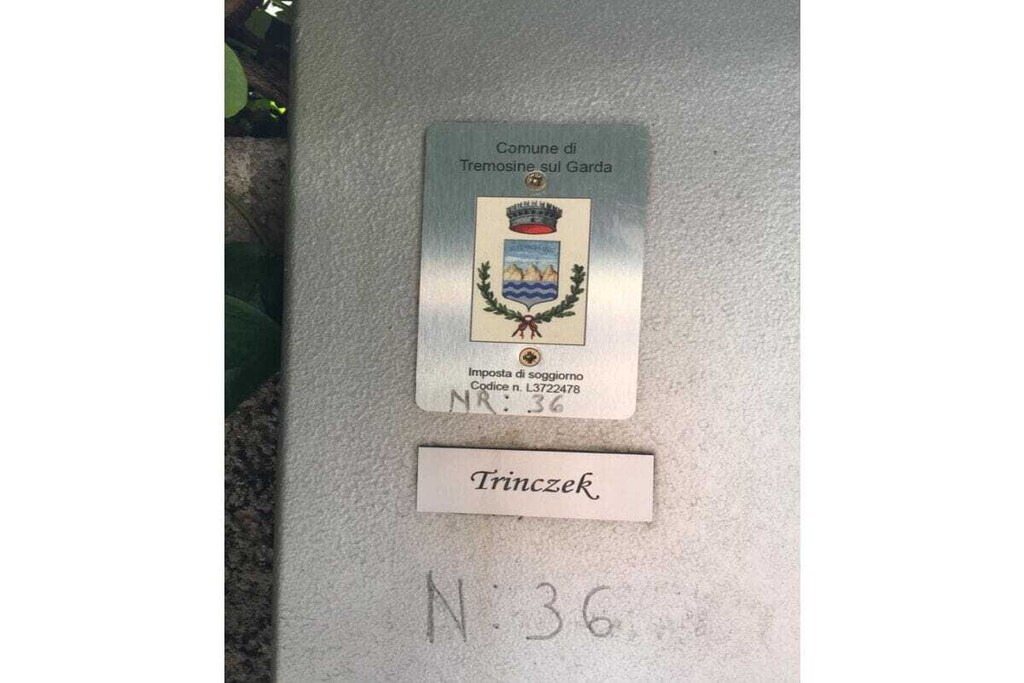 Comune di
Tremosine sul Garda
Imposta di soggiorno
Codice n. L3722478
NR: 36
Trinczek
N: 36